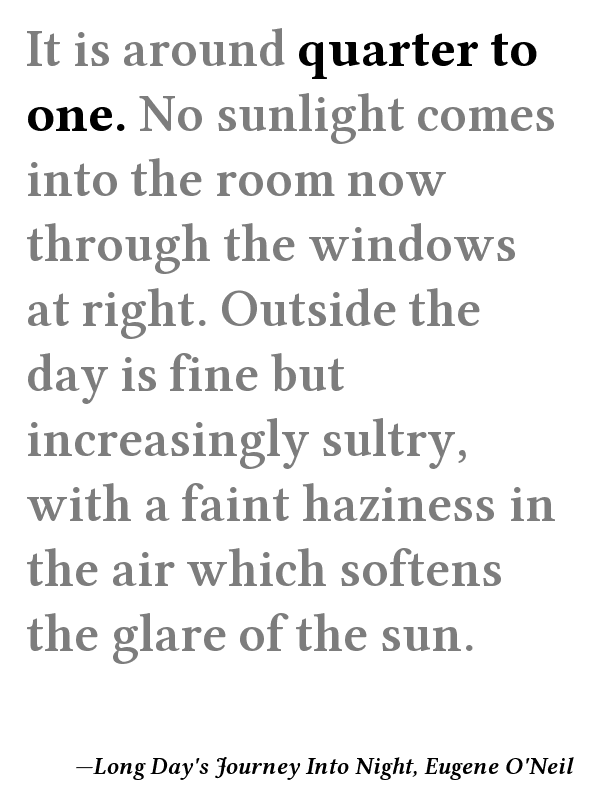 It is around quarter to
one. No sunlight comes
into the room now
through the windows
at right. Outside the
day is fine but
increasingly sultry,
with a faint haziness in
the air which softens
the glare of the sun.
—Long Day's Journey Into Night, Eugene O'Neil